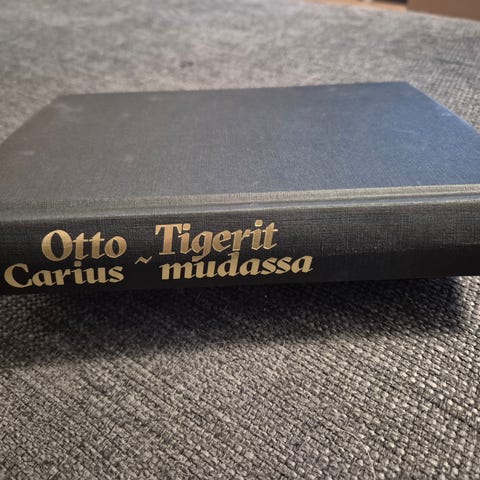 Otto
Carius ~
Tigerit
mudassa